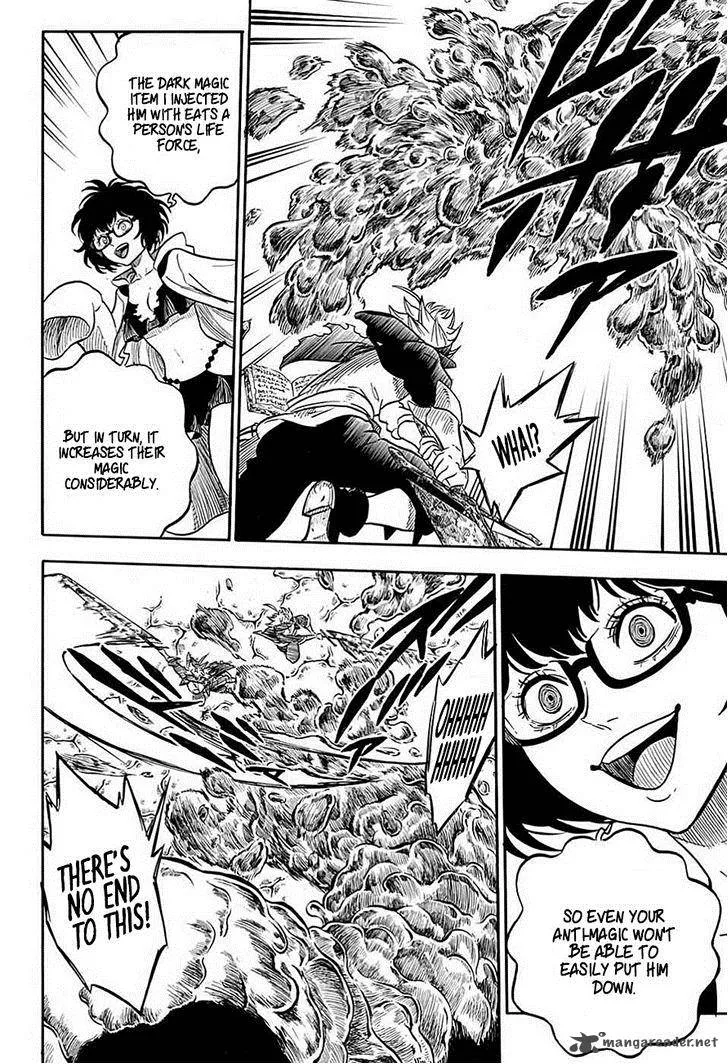 WHA!?
THE DARK MAGIC
ITEM I INJECTED
HIM WITH EATS A
PERSON'S LIFE
FORCE,
BUT IN TURN, IT
INCREASES THEIR
MAGIC
CONSIDERABLY.
SO EVEN YOUR
ANTI-MAGIC WON'T
BE ABLE TO
EASILY PUT HIM
DOWN.
OHHHHH
HHHHH
THERE'S
NO END
TO THIS!
mangareader.net